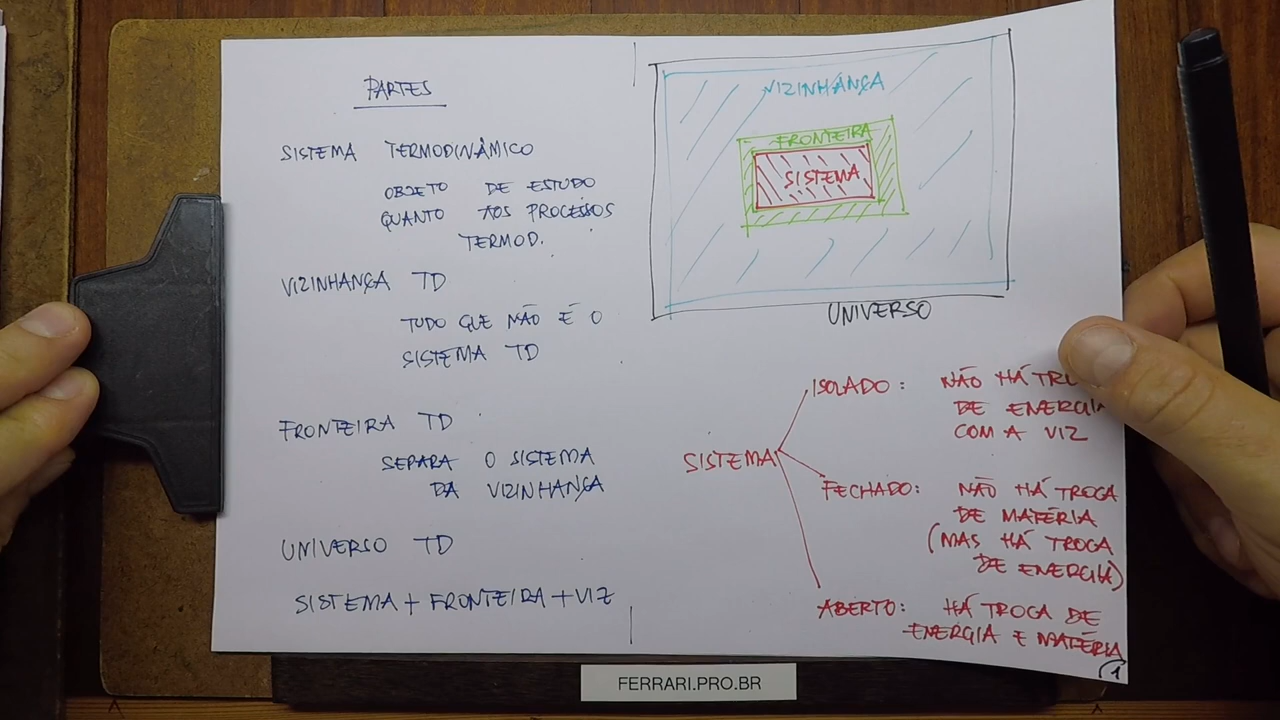 PARTES
SISTEMA TERMODINÂMICO
OBJETO DE ESTUDO
QUANTO AOS PROCESSOS
TERMOD.
VIZINHANÇA TD
TUDO QUE NÃO É O
SISTEMA TD
FRONTEIRA TD
SEPARA O SISTEMA
DA VIZINHANÇA
UNIVERSO TD
SISTEMA + FRONTEIRA + VIZ
VIZINHANÇA
FRONTEIRA
SISTEMA
UNIVERSO
SISTEMA
ISOLADO: NÃO HÁ
DE ENERGIA
COM A VIZ
FECHADO: NÃO HÁ TROCA
DE MATÉRIA
(MAS HÁ TROCA
DE ENERGIA)
ABERTO: HÁ TROCA DE
ENERGIA E MATÉRIA
1
FERRARI.PRO.BR